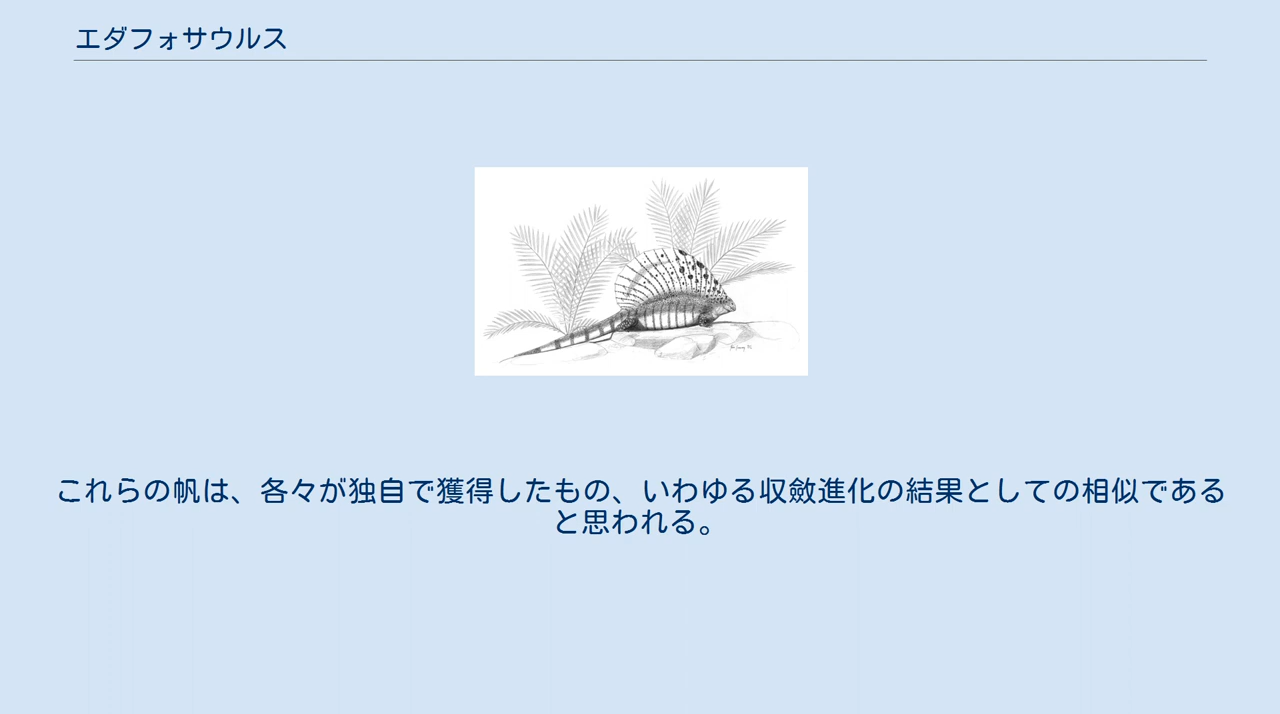 エダフォサウルス
これらの帆は、各々が独自で獲得したもの、いわゆる収斂進化の結果としての相似である
と思われる。